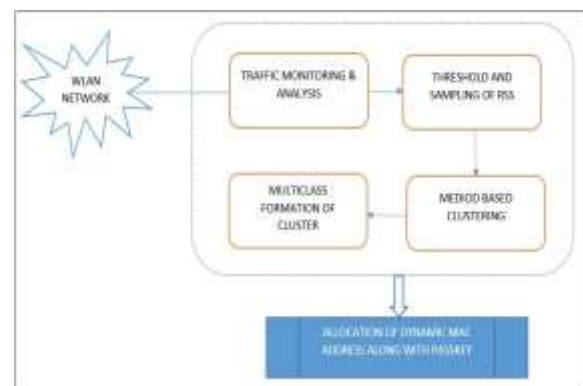 WLAN
NETWORK
TRAFFIC MONITORING &
ANALYSIS
THRESHOLD AND
SAMPLING OF RSS
MULTICLASS
FORMATION OF
CLUSTER
MEDIOD BASED
CLUSTERING
ALLOCATION OF DYNAMIC MAC
ADDRESS ALONG WITH PASSKEY